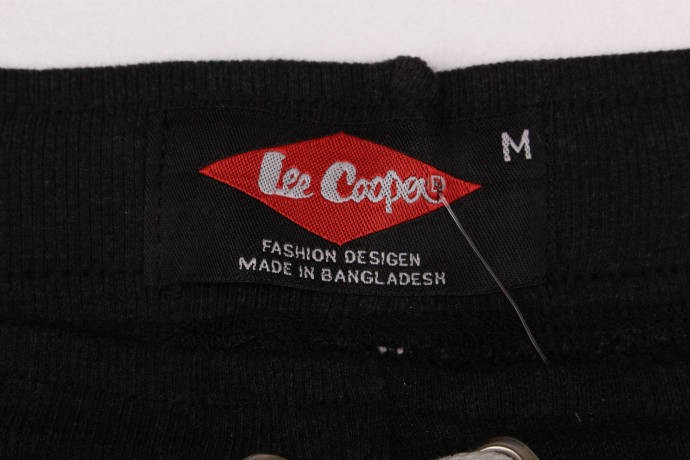 Lee Cooper®
M
FASHION DESIGEN
MADE IN BANGLADESH